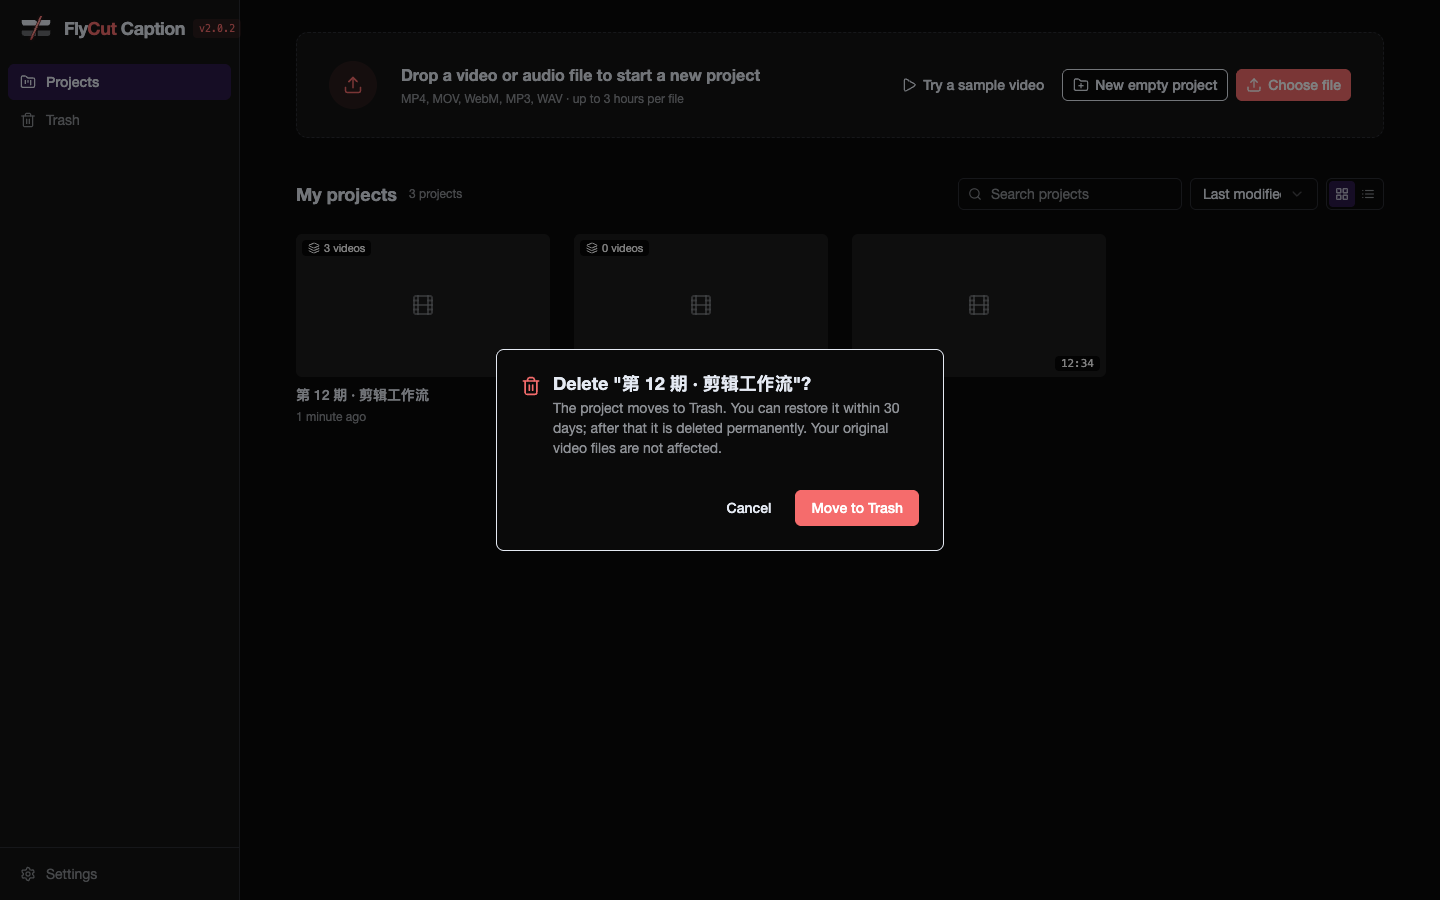 FlyCut Caption v2.0.2
Projects
Trash
Drop a video or audio file to start a new project
MP4, MOV, WebM, MP3, WAV · up to 3 hours per file
Try a sample video
New empty project
Choose file
My projects
3 projects
Search projects
Last modifie
3 videos
0 videos
12:34
第 12 期 · 剪辑工作流
1 minute ago
Delete "第 12 期 · 剪辑工作流"?
The project moves to Trash. You can restore it within 30
days; after that it is deleted permanently. Your original
video files are not affected.
Cancel
Move to Trash
Settings